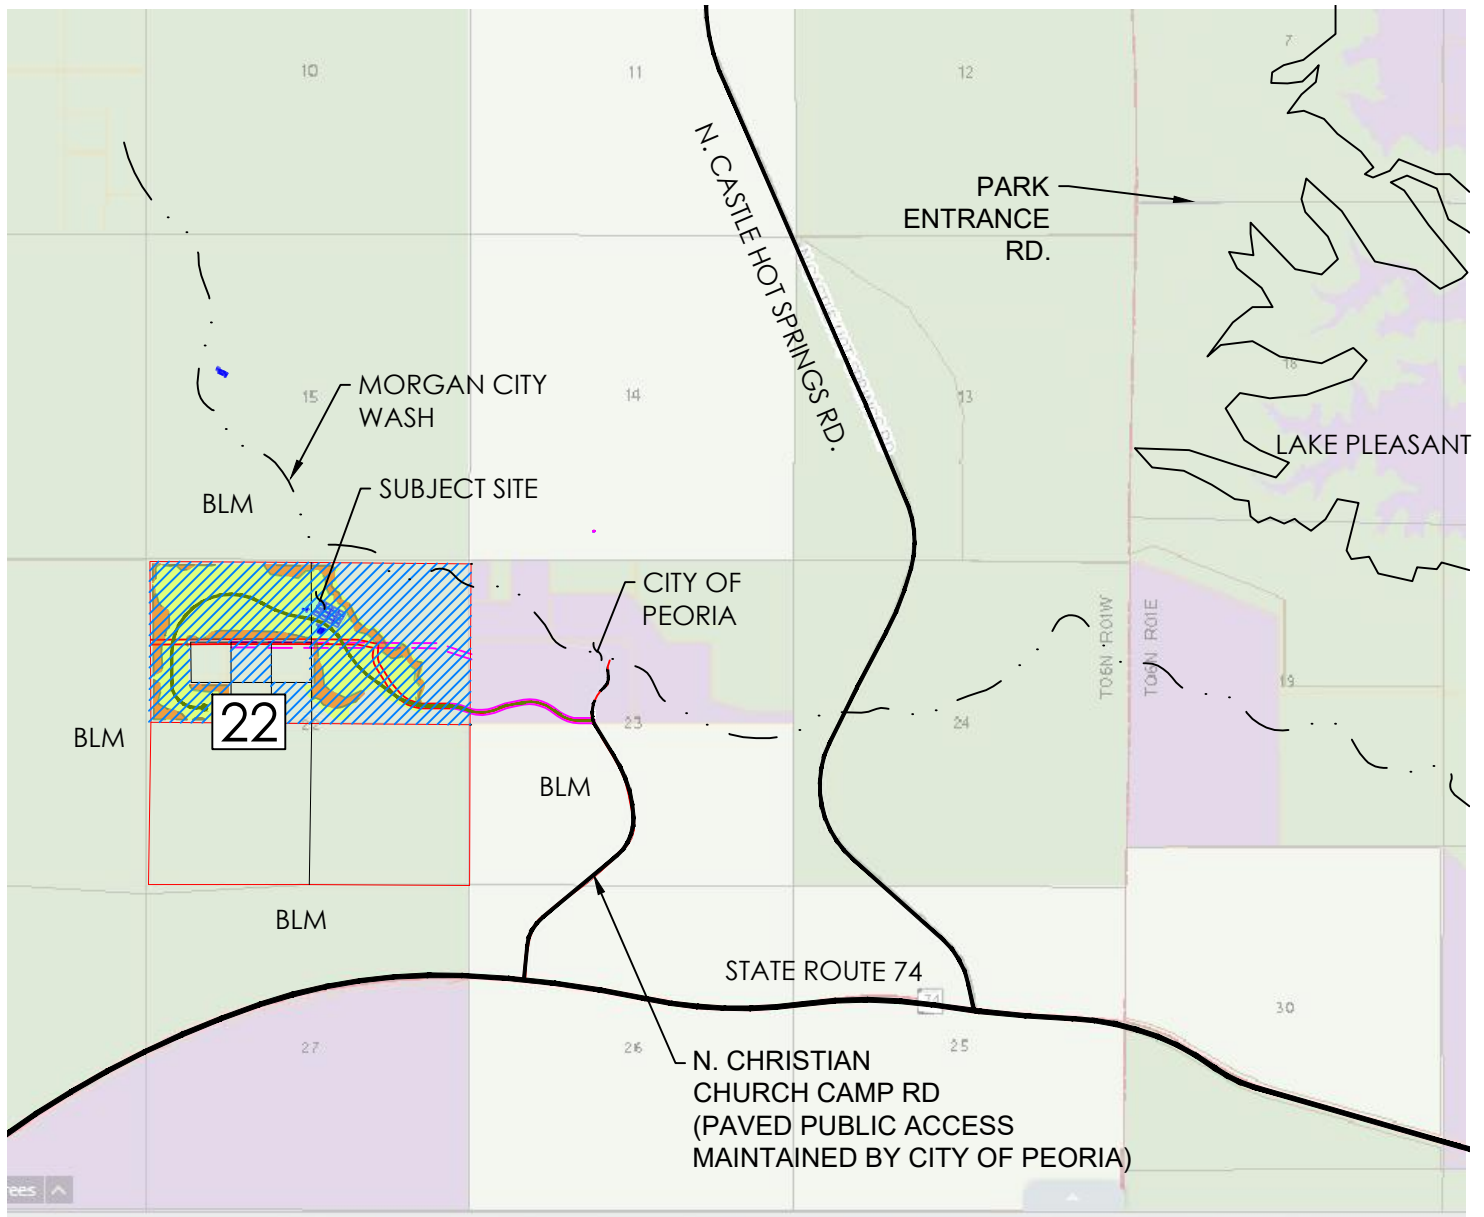 10
11
12
7
N. CASTLE HOT SPRINGS RD.
PARK
ENTRANCE
RD.
15
MORGAN CITY
WASH
14
13
18
LAKE PLEASANT
BLM
SUBJECT SITE
CITY OF
PEORIA
T06N R01W
T06N R01E
19
22
22
23
24
BLM
BLM
BLM
STATE ROUTE 74
74
30
27
26
25
N. CHRISTIAN
CHURCH CAMP RD
(PAVED PUBLIC ACCESS
MAINTAINED BY CITY OF PEORIA)